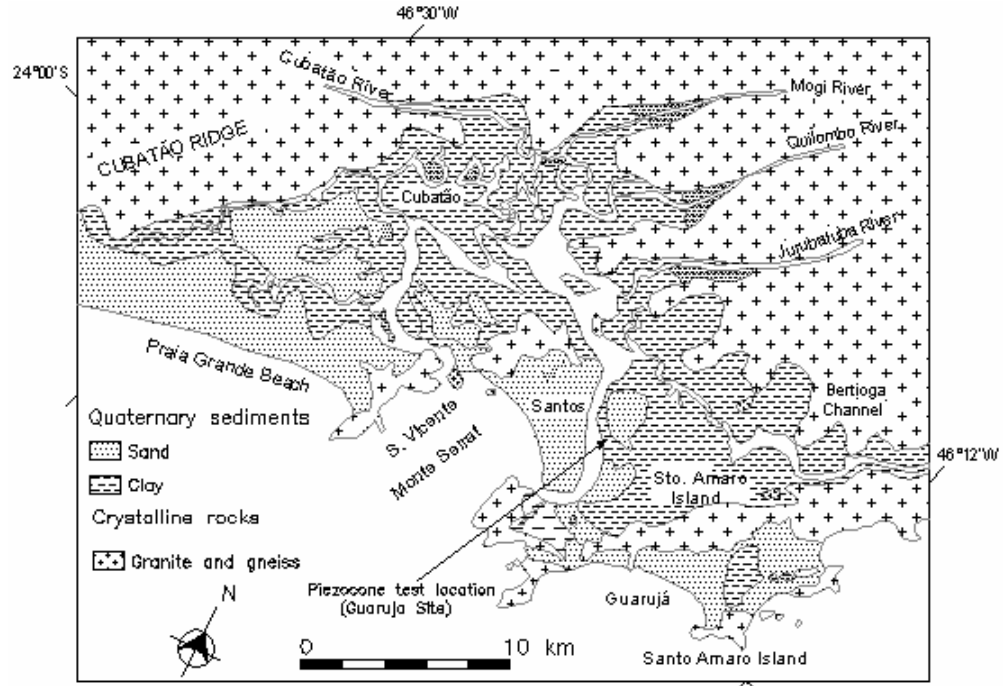 46°30'W
24°00'S
Cubatão River
Mogi River
Quilombo River
CUBATÃO RIDGE
Cubatão
Jurubatuba River
Praia Grande Beach
Bertioga
Channel
Santos
S. Vicente
Monte Serrat
46°12'W
Sto. Amaro
Island
Quaternary sediments
Sand
Clay
Crystalline rocks
Granite and gneiss
Piezocone test location
(Guaruja Site)
Guarujá
N
0 10 km
Santo Amaro Island